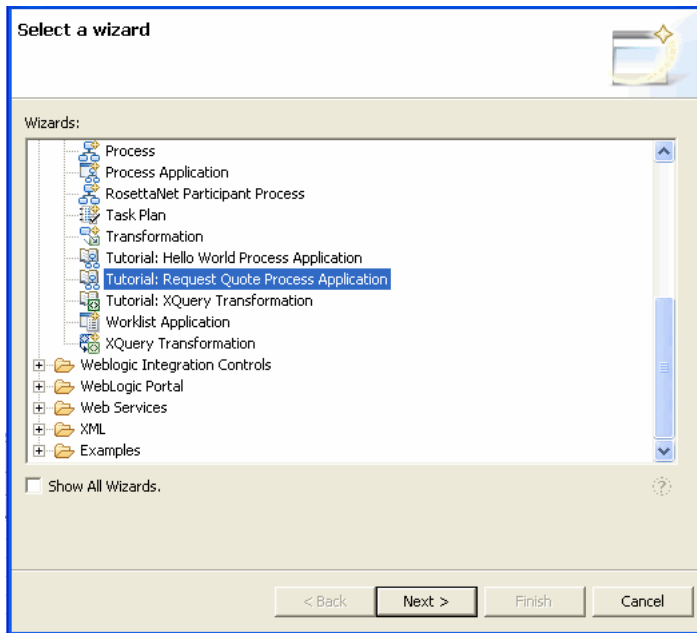 Select a wizard
Wizards:
Process
Process Application
RosettaNet Participant Process
Task Plan
Transformation
Tutorial: Hello World Process Application
Tutorial: Request Quote Process Application
Tutorial: XQuery Transformation
Worklist Application
XQuery Transformation
Weblogic Integration Controls
WebLogic Portal
Web Services
XML
Examples
Show All Wizards.
?
< Back Next > Finish Cancel